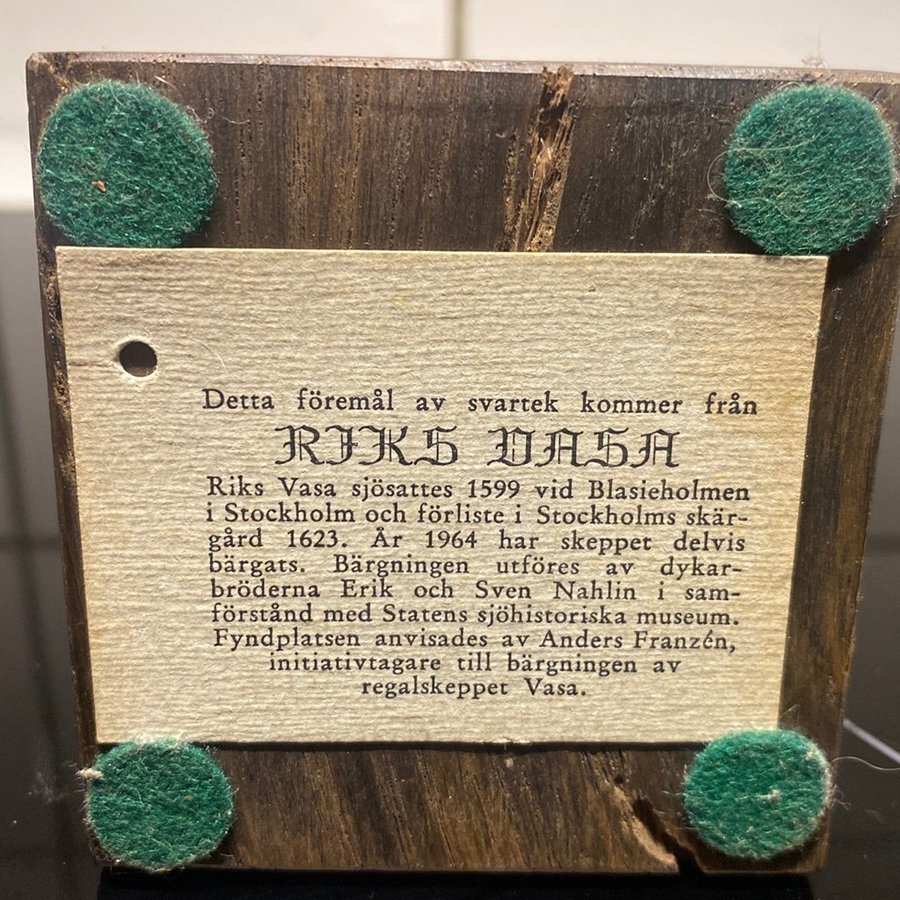 Detta föremål av svartek kommer från
RIKS VASA
Riks Vasa sjösattes 1599 vid Blasieholmen
i Stockholm och förliste i Stockholms skär-
gård 1623. År 1964 har skeppet delvis
bärgats. Bärgningen utföres av dykar-
bröderna Erik och Sven Nahlin i sam-
förstånd med Statens sjöhistoriska museum.
Fyndplatsen anvisades av Anders Franzén,
initiativtagare till bärgningen av
regalskeppet Vasa.